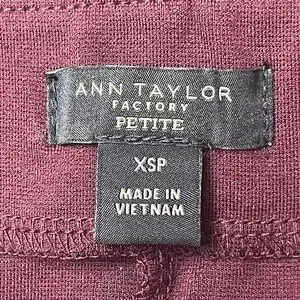 ANN TAYLOR
FACTORY
PETITE
XSP
MADE IN
VIETNAM